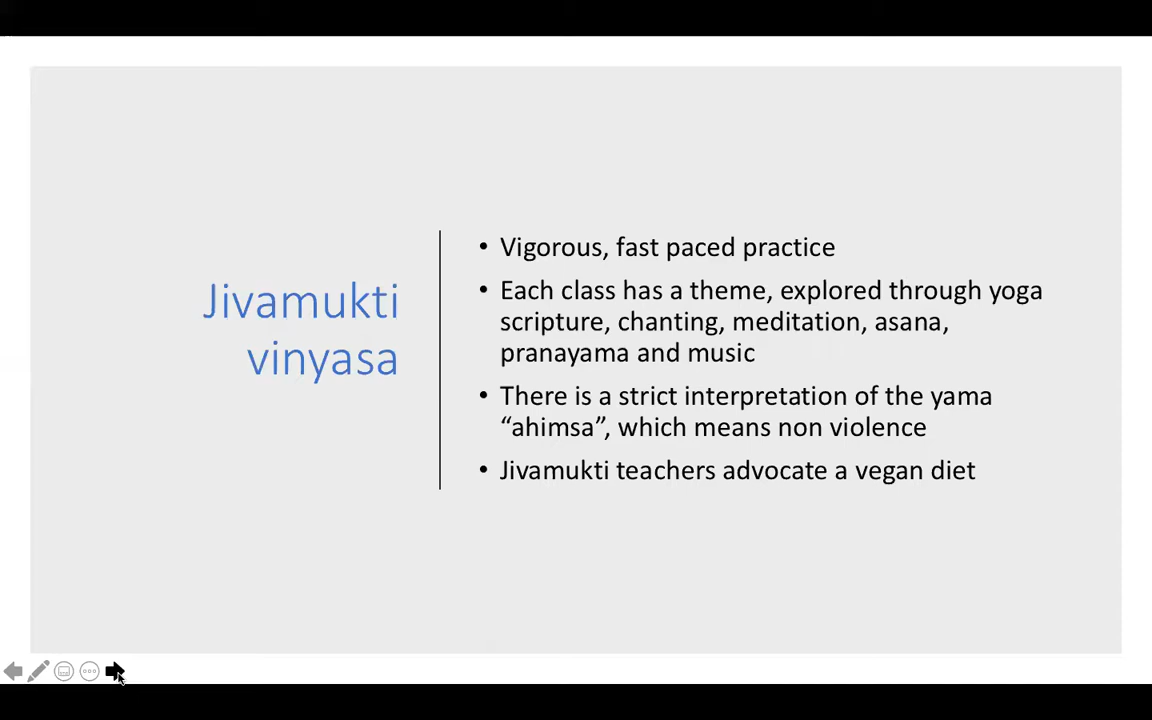 Jivamukti
vinyasa
• Vigorous, fast paced practice
• Each class has a theme, explored through yoga
scripture, chanting, meditation, asana,
pranayama and music
• There is a strict interpretation of the yama
“ahimsa”, which means non violence
• Jivamukti teachers advocate a vegan diet